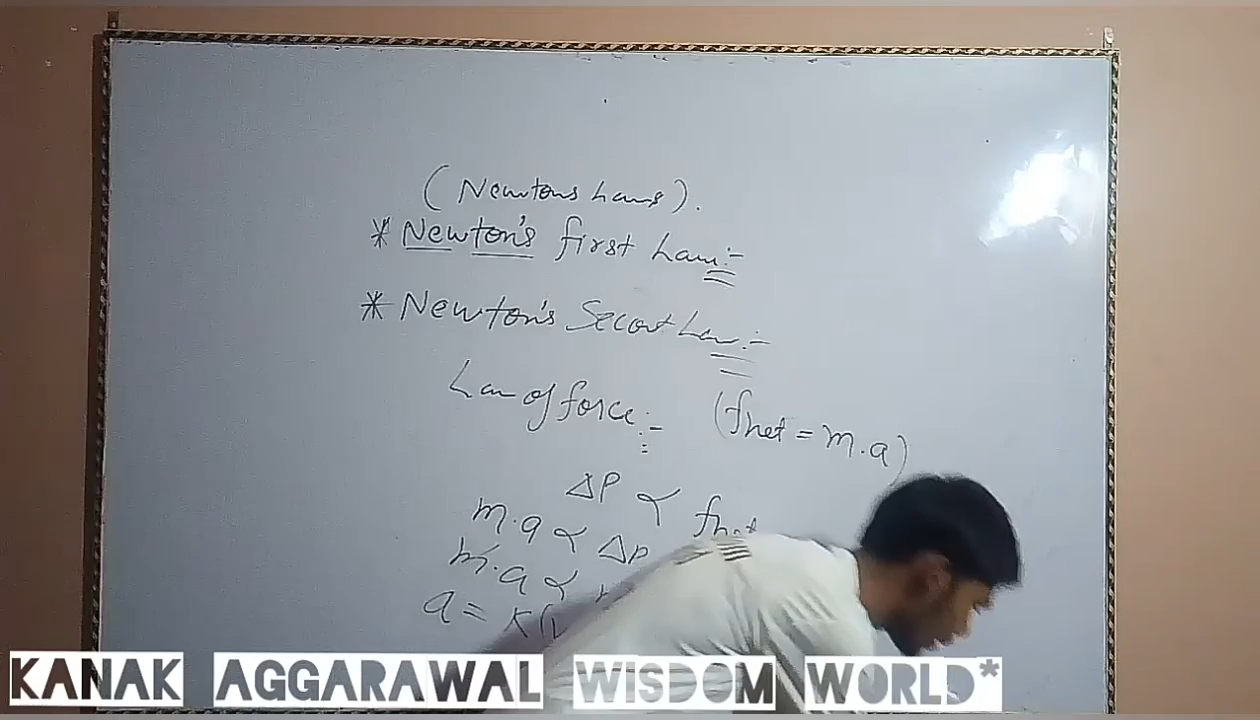 (Newtons Laws).
* Newton's first Law:-
* Newton's Second Law:-
Law of force:- (fnet = m.a)
ΔP ∝ fnet
m.a ∝ ΔP
m.a ∝
a = K(
KANAK AGGARAWAL WISDOM WORLD*